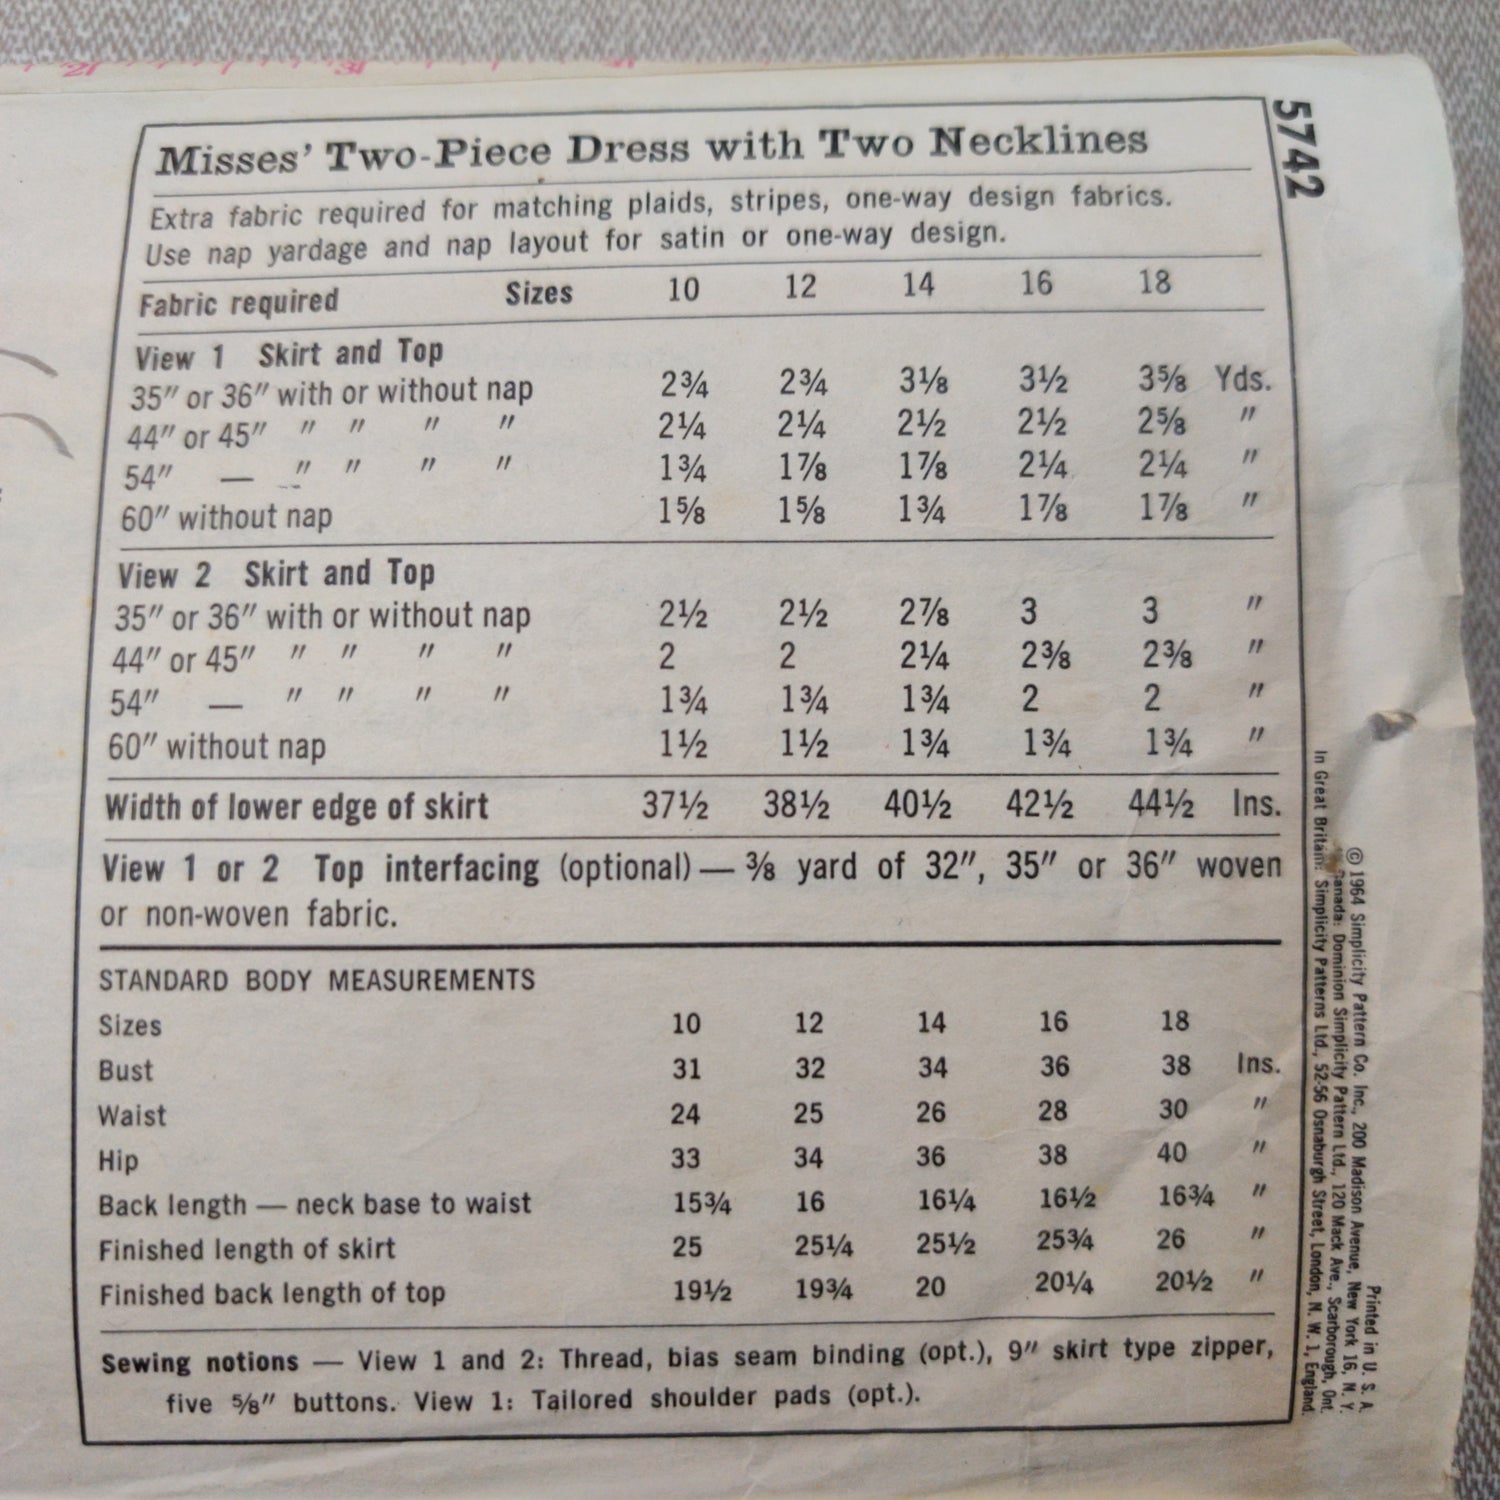 5742
Misses' Two-Piece Dress with Two Necklines
Extra fabric required for matching plaids, stripes, one-way design fabrics.
Use nap yardage and nap layout for satin or one-way design.
Fabric required Sizes 10 12 14 16 18
View 1 Skirt and Top
35" or 36" with or without nap 2¾ 2¾ 3⅛ 3½ 3⅝ Yds.
44" or 45" " " " " 2¼ 2¼ 2½ 2½ 2⅝ "
54" — " " " " 1¾ 1⅞ 1⅞ 2¼ 2¼ "
60" without nap 1⅝ 1⅝ 1¾ 1⅞ 1⅞ "
View 2 Skirt and Top
35" or 36" with or without nap 2½ 2½ 2⅞ 3 3 "
44" or 45" " " " " 2 2 2¼ 2⅜ 2⅜ "
54" — " " " " 1¾ 1¾ 1¾ 2 2 "
60" without nap 1½ 1½ 1¾ 1¾ 1¾ "
Width of lower edge of skirt 37½ 38½ 40½ 42½ 44½ Ins.
View 1 or 2 Top interfacing (optional) — ⅜ yard of 32", 35" or 36" woven
or non-woven fabric.
STANDARD BODY MEASUREMENTS
Sizes 10 12 14 16 18
Bust 31 32 34 36 38 Ins.
Waist 24 25 26 28 30 "
Hip 33 34 36 38 40 "
Back length — neck base to waist 15¾ 16 16¼ 16½ 16¾ "
Finished length of skirt 25 25¼ 25½ 25¾ 26 "
Finished back length of top 19½ 19¾ 20 20¼ 20½ "
Sewing notions — View 1 and 2: Thread, bias seam binding (opt.), 9" skirt type zipper,
five ⅝" buttons. View 1: Tailored shoulder pads (opt.).
Printed in U. S. A.
© 1964 Simplicity Pattern Co. Inc., 200 Madison Avenue, New York 16, N. Y.
Canada: Dominion Simplicity Pattern Ltd., 120 Mack Ave., Scarborough, Ont.
In Great Britain: Simplicity Patterns Ltd., 52-56 Osnaburgh Street, London, N. W. 1, England.